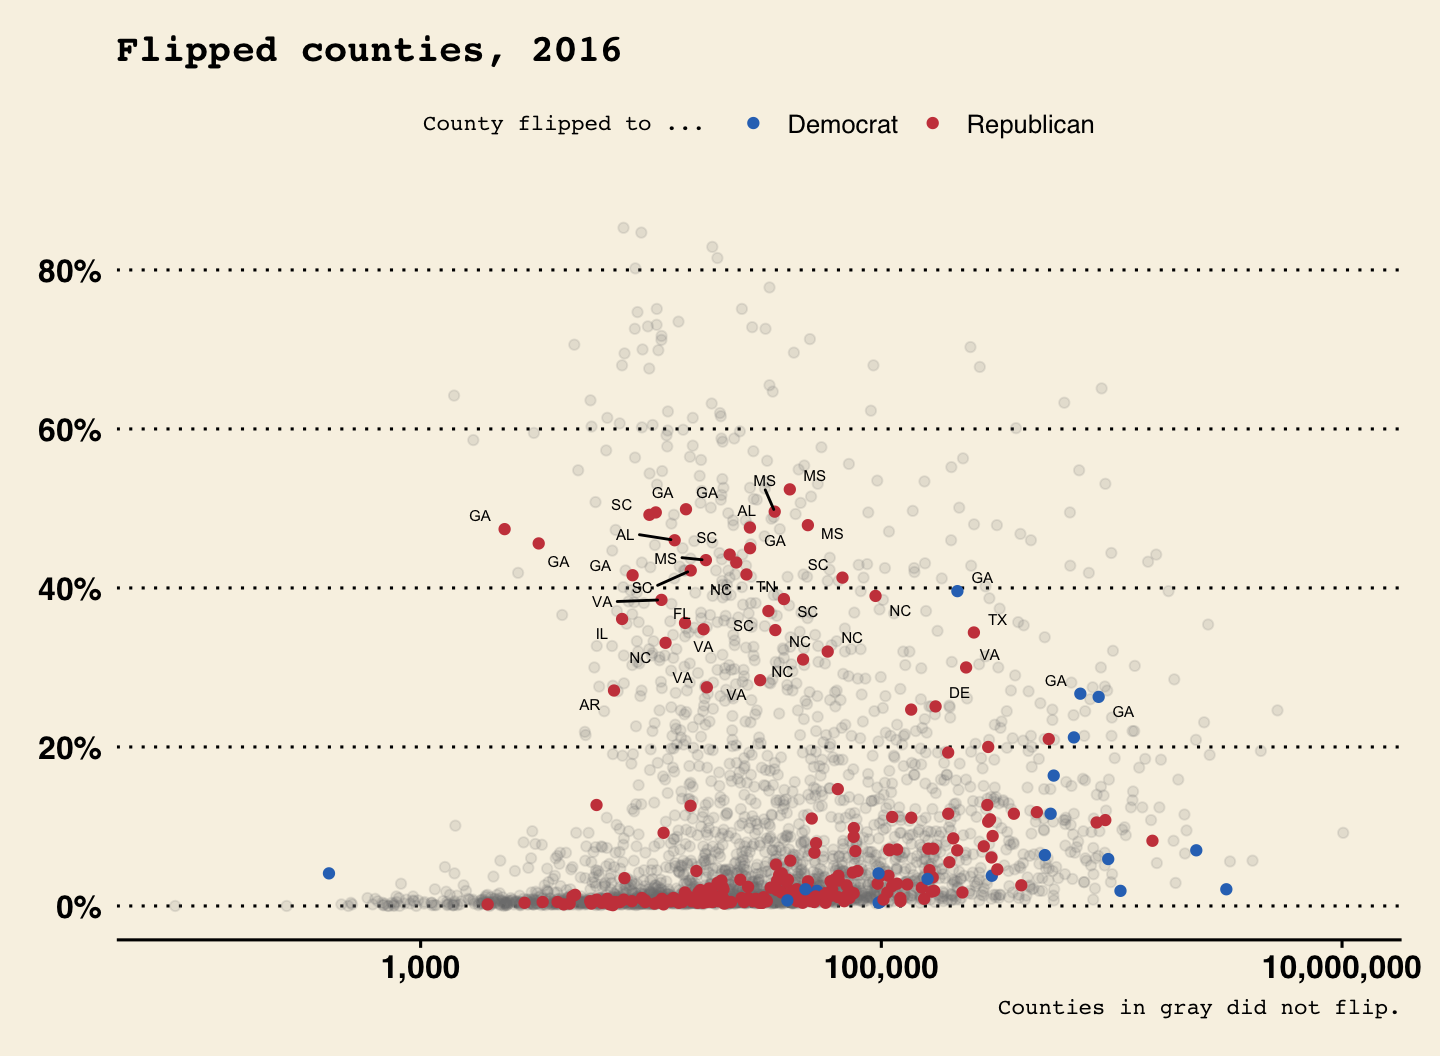 Flipped counties, 2016
County flipped to ... Democrat Republican
80%
60%
MS MS
GA GA
SC
GA AL
AL SC GA MS
MS
GA GA SC
40% SC NC TN GA
VA
FL SC NC
IL SC TX
NC VA NC NC VA
VA NC
AR VA DE GA
GA
20%
0%
1,000 100,000 10,000,000
Counties in gray did not flip.